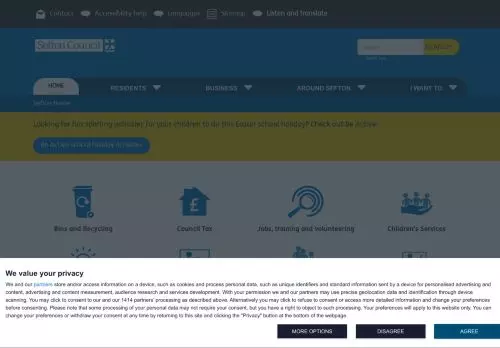 Contact Accessibility help Languages Sitemap Listen and translate
Sefton Council
HOME RESIDENTS BUSINESS AROUND SEFTON I WANT TO
Sefton Home
Looking for fun sporting activities for your children to do this Easter school holiday? Check out Be Active
Bins and Recycling Council Tax Jobs, training and volunteering Children's Services
We value your privacy
We and our partners store and/or access information on a device, such as cookies and process personal data, such as unique identifiers and standard information sent by a device for personalised advertising and
content, advertising and content measurement, audience research and services development. With your permission we and our partners may use precise geolocation data and identification through device
scanning. You may click to consent to our and our 1414 partners' processing as described above. Alternatively you may click to refuse to consent or access more detailed information and change your preferences
before consenting. Please note that some processing of your personal data may not require your consent, but you have a right to object to such processing. Your preferences will apply to this website only. You can
change your preferences or withdraw your consent at any time by returning to this site and clicking the "Privacy" button at the bottom of the webpage
MORE OPTIONS DISAGREE AGREE